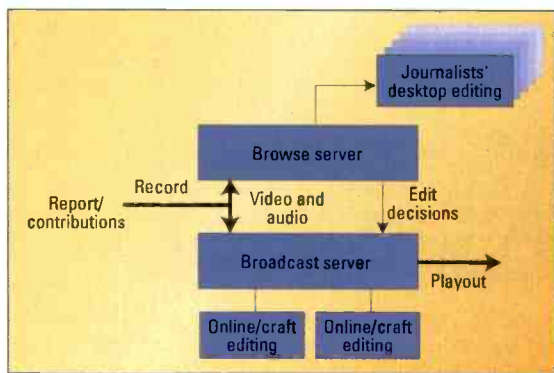 Journalists'
desktop editing
Browse server
Record
Report/
contributions
Video and
audio
Edit
decisions
Broadcast server
Playout
Online/craft
editing
Online/craft
editing